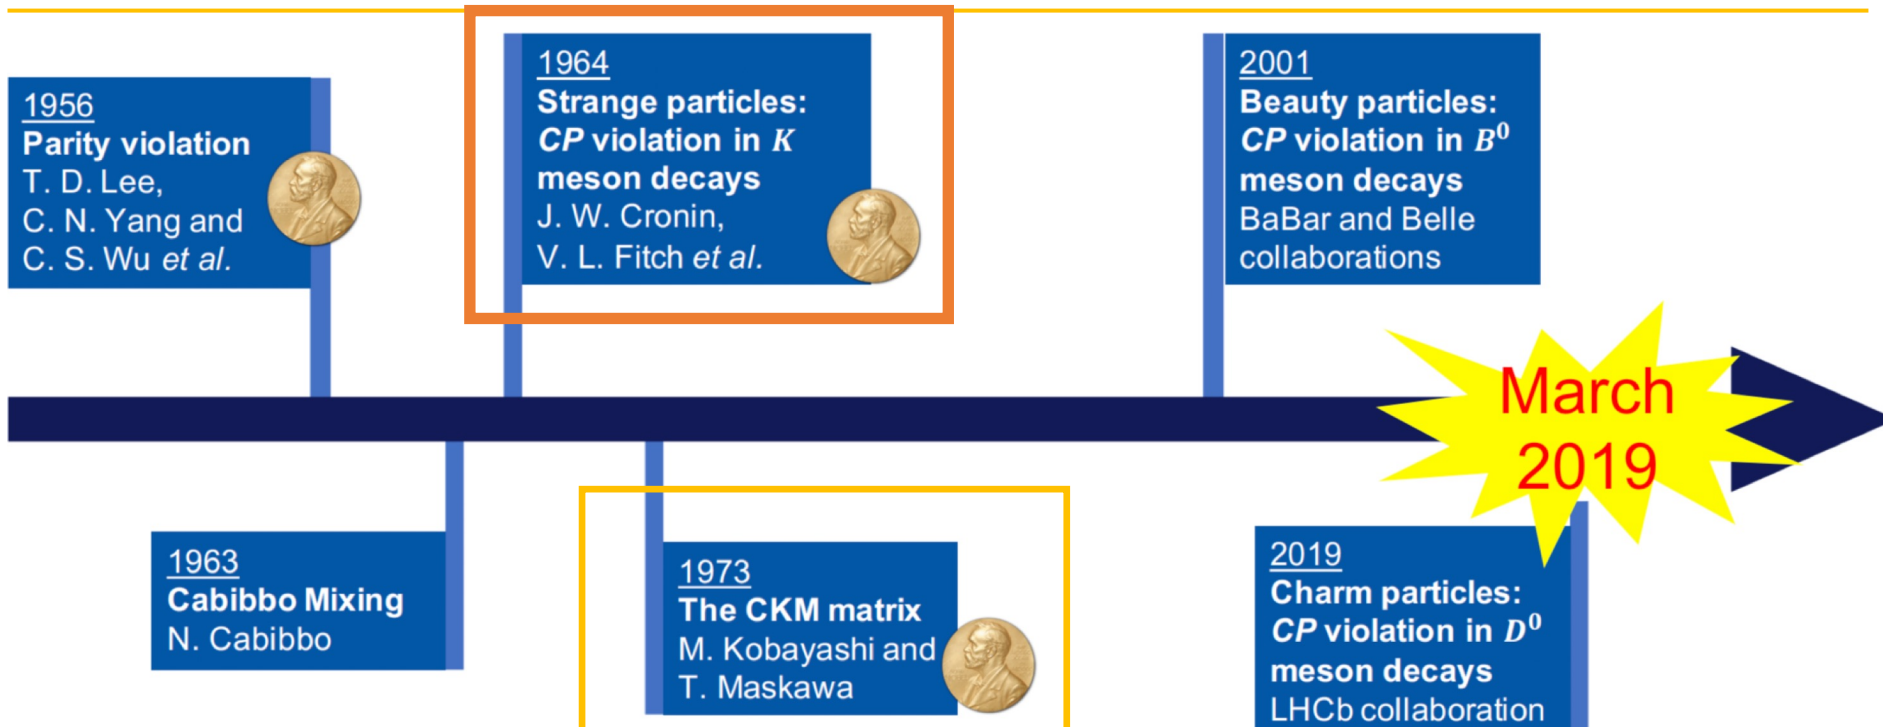 1956
Parity violation
T. D. Lee,
C. N. Yang and
C. S. Wu et al.
1964
Strange particles:
CP violation in K
meson decays
J. W. Cronin,
V. L. Fitch et al.
2001
Beauty particles:
CP violation in B⁰
meson decays
BaBar and Belle
collaborations
March
2019
1963
Cabibbo Mixing
N. Cabibbo
1973
The CKM matrix
M. Kobayashi and
T. Maskawa
2019
Charm particles:
CP violation in D⁰
meson decays
LHCb collaboration